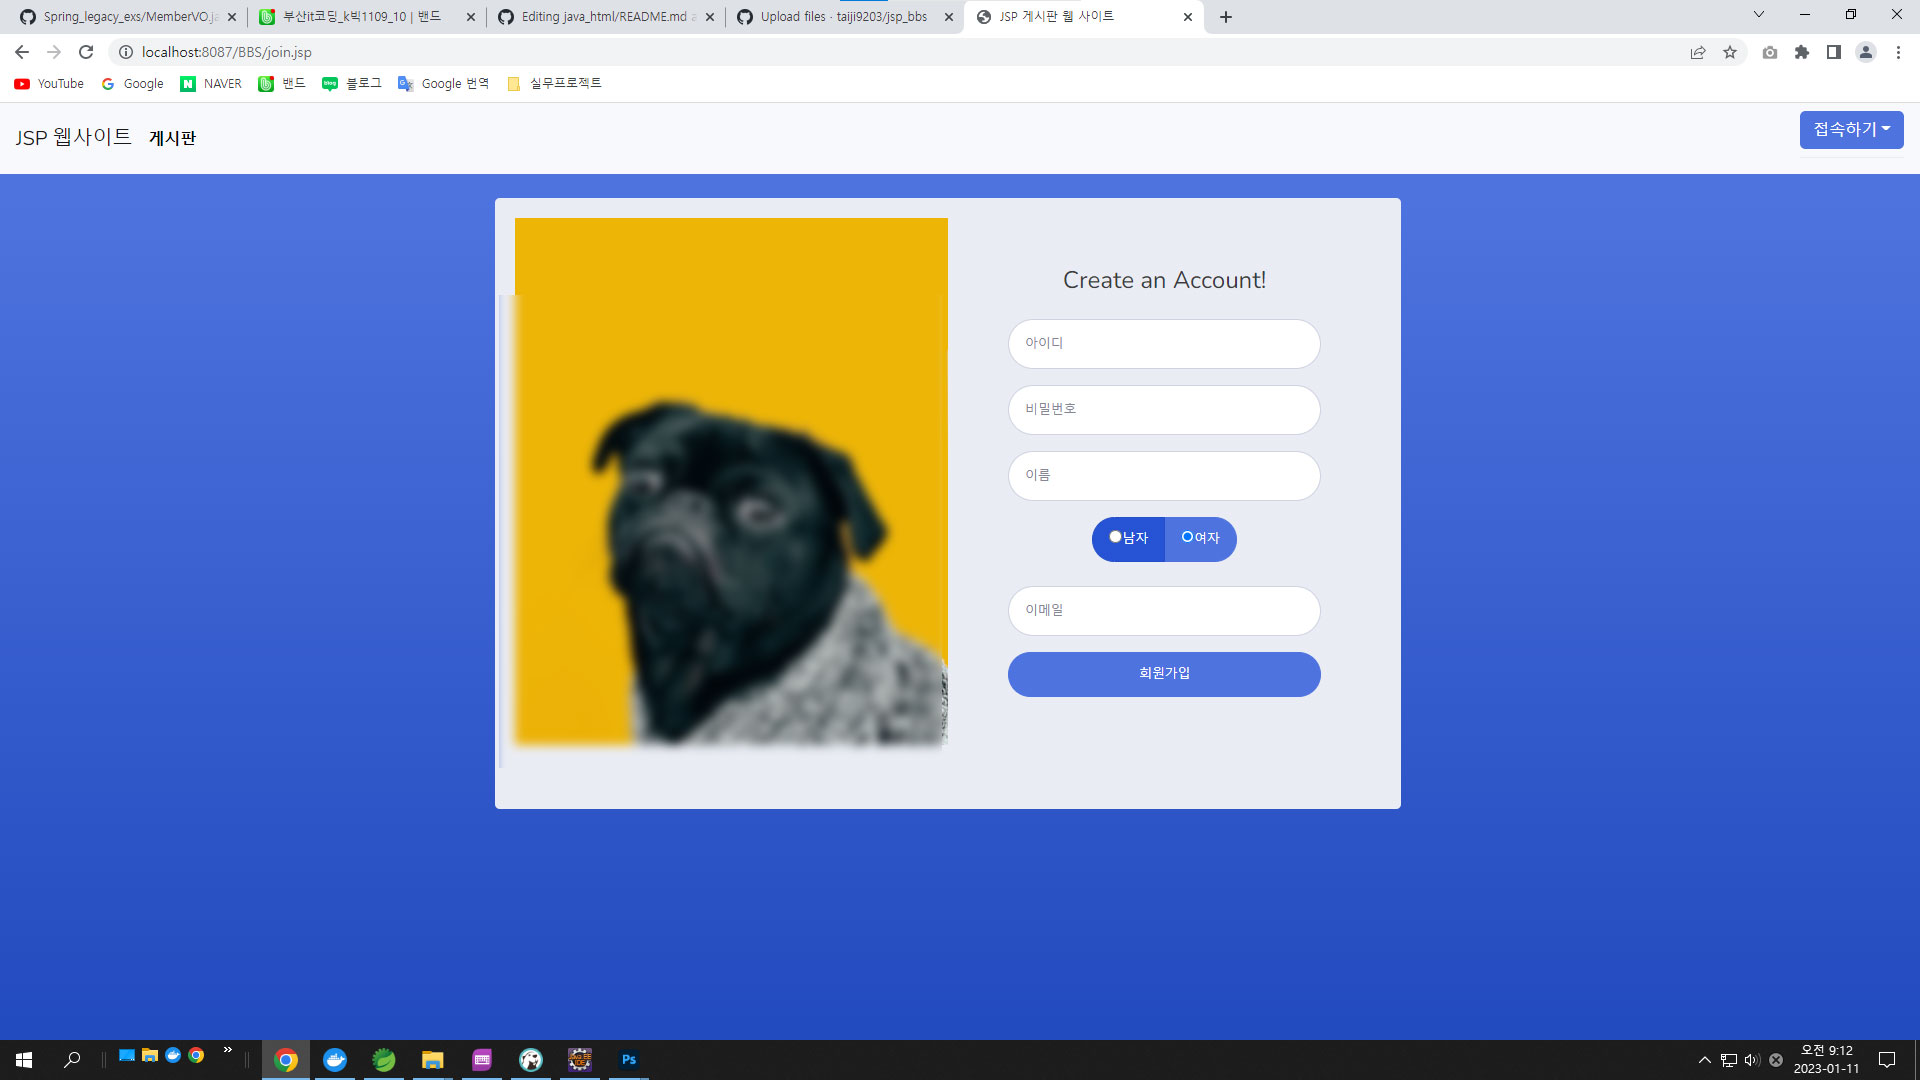 Spring_legacy_exs/MemberVO.ja
부산it코딩_k빅1109_10 | 밴드
Editing java_html/README.md a
Upload files · taiji9203/jsp_bbs
JSP 게시판 웹 사이트
localhost:8087/BBS/join.jsp
YouTube
Google
NAVER
밴드
블로그
Google 번역
실무프로젝트
JSP 웹사이트
게시판
접속하기
Create an Account!
아이디
비밀번호
이름
남자
여자
이메일
회원가입
Ps
오전 9:12
2023-01-11